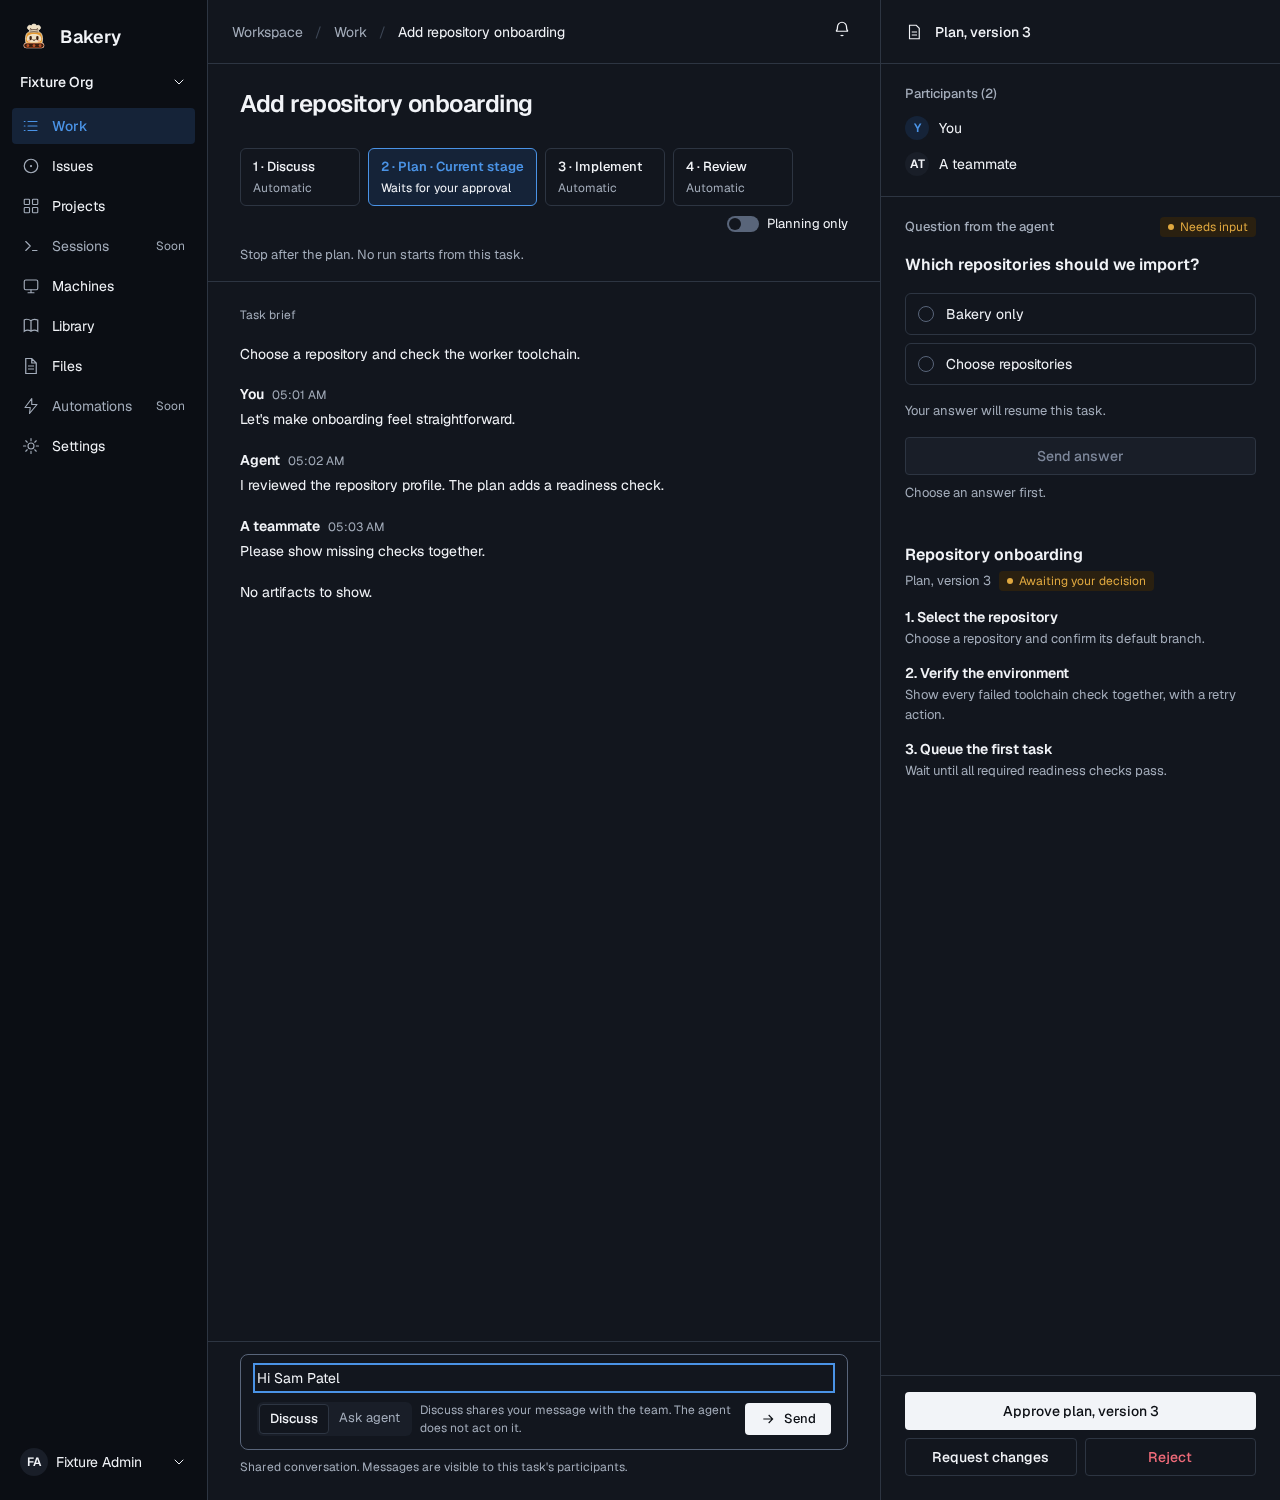 Bakery
Fixture Org
Work
Issues
Projects
Sessions Soon
Machines
Library
Files
Automations Soon
Settings
FA Fixture Admin
Workspace / Work / Add repository onboarding
Add repository onboarding
1 · Discuss
Automatic
2 · Plan · Current stage
Waits for your approval
3 · Implement
Automatic
4 · Review
Automatic
Planning only
Stop after the plan. No run starts from this task.
Task brief
Choose a repository and check the worker toolchain.
You 05:01 AM
Let's make onboarding feel straightforward.
Agent 05:02 AM
I reviewed the repository profile. The plan adds a readiness check.
A teammate 05:03 AM
Please show missing checks together.
No artifacts to show.
Hi Sam Patel
Discuss Ask agent
Discuss shares your message with the team. The agent
does not act on it.
Send
Shared conversation. Messages are visible to this task's participants.
Plan, version 3
Participants (2)
Y You
AT A teammate
Question from the agent Needs input
Which repositories should we import?
Bakery only
Choose repositories
Your answer will resume this task.
Send answer
Choose an answer first.
Repository onboarding
Plan, version 3 Awaiting your decision
1. Select the repository
Choose a repository and confirm its default branch.
2. Verify the environment
Show every failed toolchain check together, with a retry
action.
3. Queue the first task
Wait until all required readiness checks pass.
Approve plan, version 3
Request changes Reject